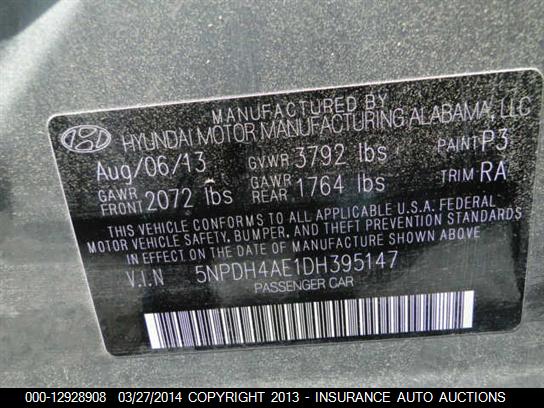 MANUFACTURED BY
HYUNDAI MOTOR MANUFACTURING ALABAMA, LLC
Aug/06/13 GVWR 3792 lbs PAINT P3
GAWR FRONT 2072 lbs GAWR REAR 1764 lbs TRIM RA
THIS VEHICLE CONFORMS TO ALL APPLICABLE U.S.A. FEDERAL
MOTOR VEHICLE SAFETY, BUMPER, AND THEFT PREVENTION STANDARDS
IN EFFECT ON THE DATE OF MANUFACTURE SHOWN ABOVE
V.I.N 5NPDH4AE1DH395147
PASSENGER CAR
000-12928908 03/27/2014 COPYRIGHT 2013 - INSURANCE AUTO AUCTIONS